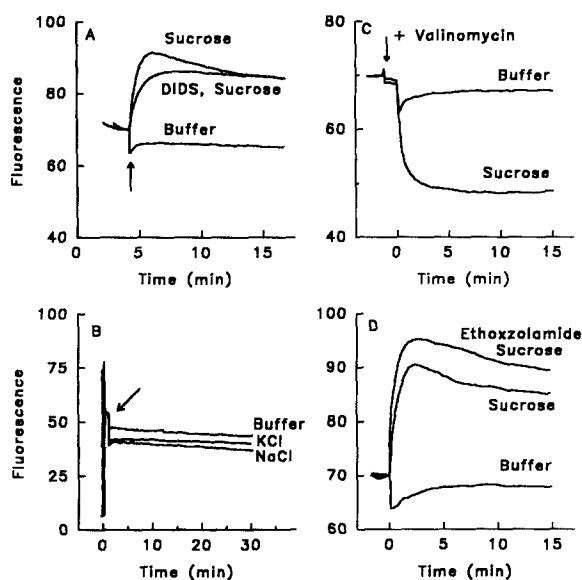 A
Fluorescence
100
80
60
40
Sucrose
DIDS, Sucrose
Buffer
0
5
10
15
Time (min)
C
+ Valinomycin
80
60
40
Buffer
Sucrose
0
5
10
15
Time (min)
B
Fluorescence
100
75
50
25
0
Buffer
KCl
NaCl
0
10
20
30
Time (min)
D
100
90
80
70
60
Ethoxzolamide
Sucrose
Sucrose
Buffer
0
5
10
15
Time (min)